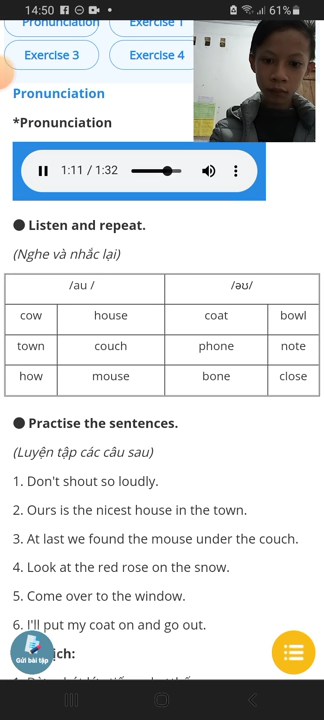 14:50
61%
Pronunciation Exercise 1
Exercise 3 Exercise 4
Pronunciation
*Pronunciation
1:11 / 1:32
Listen and repeat.
(Nghe và nhắc lại)
/au / /əʊ/
cow house coat bowl
town couch phone note
how mouse bone close
Practise the sentences.
(Luyện tập các câu sau)
1. Don't shout so loudly.
2. Ours is the nicest house in the town.
3. At last we found the mouse under the couch.
4. Look at the red rose on the snow.
5. Come over to the window.
6. I'll put my coat on and go out.
Gửi bài tập
ịch: